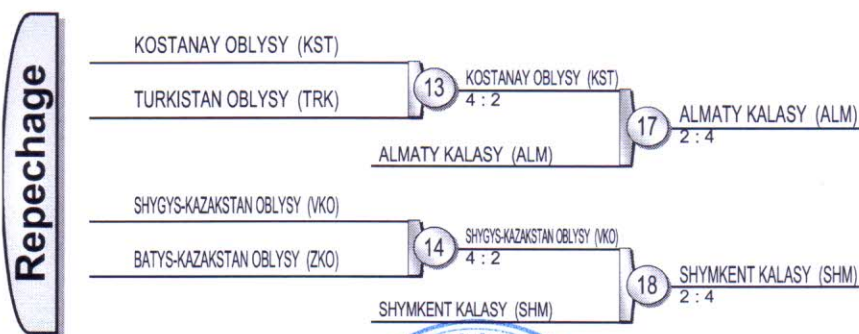 Repechage
KOSTANAY OBLYSY (KST)
TURKISTAN OBLYSY (TRK)
13
KOSTANAY OBLYSY (KST)
4 : 2
ALMATY KALASY (ALM)
17
ALMATY KALASY (ALM)
2 : 4
SHYGYS-KAZAKSTAN OBLYSY (VKO)
BATYS-KAZAKSTAN OBLYSY (ZKO)
14
SHYGYS-KAZAKSTAN OBLYSY (VKO)
4 : 2
SHYMKENT KALASY (SHM)
18
SHYMKENT KALASY (SHM)
2 : 4